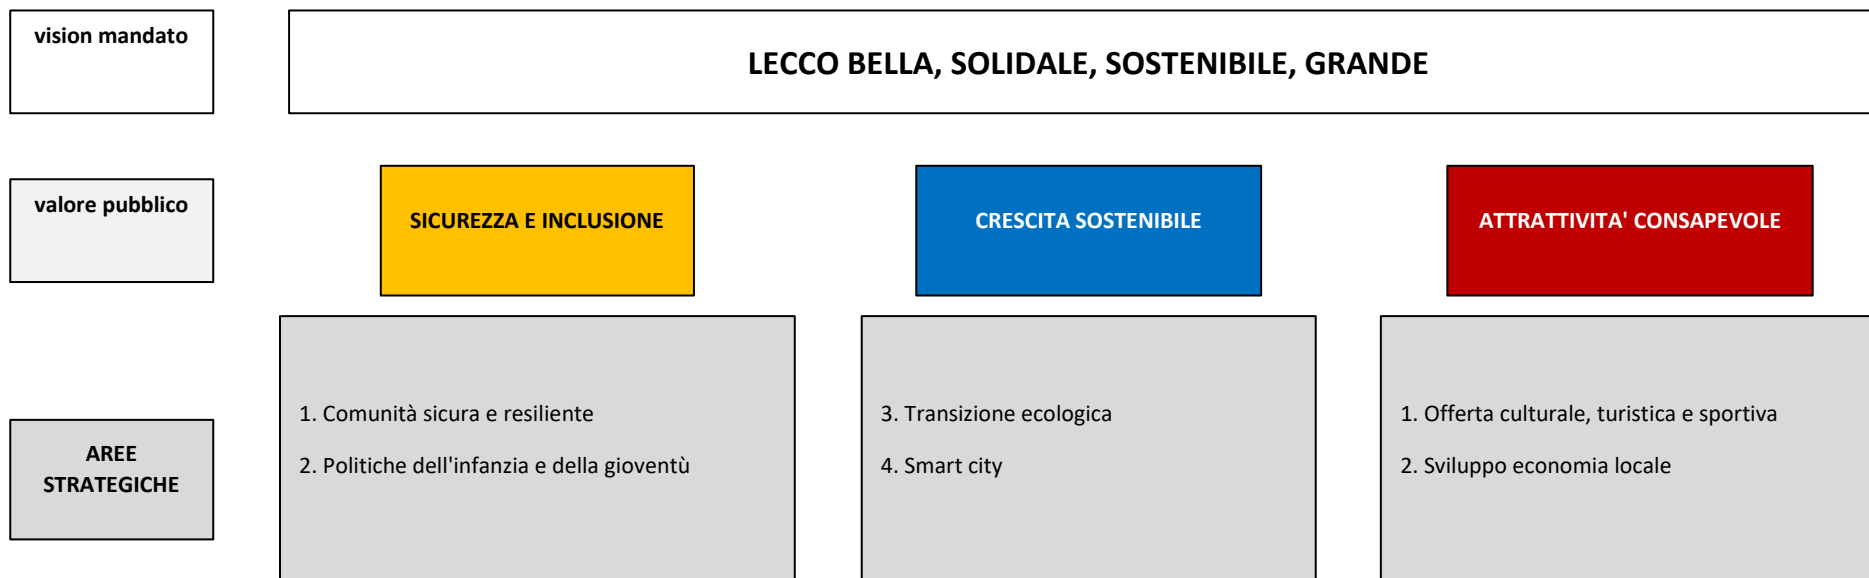 vision mandato
LECCO BELLA, SOLIDALE, SOSTENIBILE, GRANDE
valore pubblico
SICUREZZA E INCLUSIONE
CRESCITA SOSTENIBILE
ATTRATTIVITA' CONSAPEVOLE
AREE
STRATEGICHE
1. Comunità sicura e resiliente
2. Politiche dell'infanzia e della gioventù
3. Transizione ecologica
4. Smart city
1. Offerta culturale, turistica e sportiva
2. Sviluppo economia locale